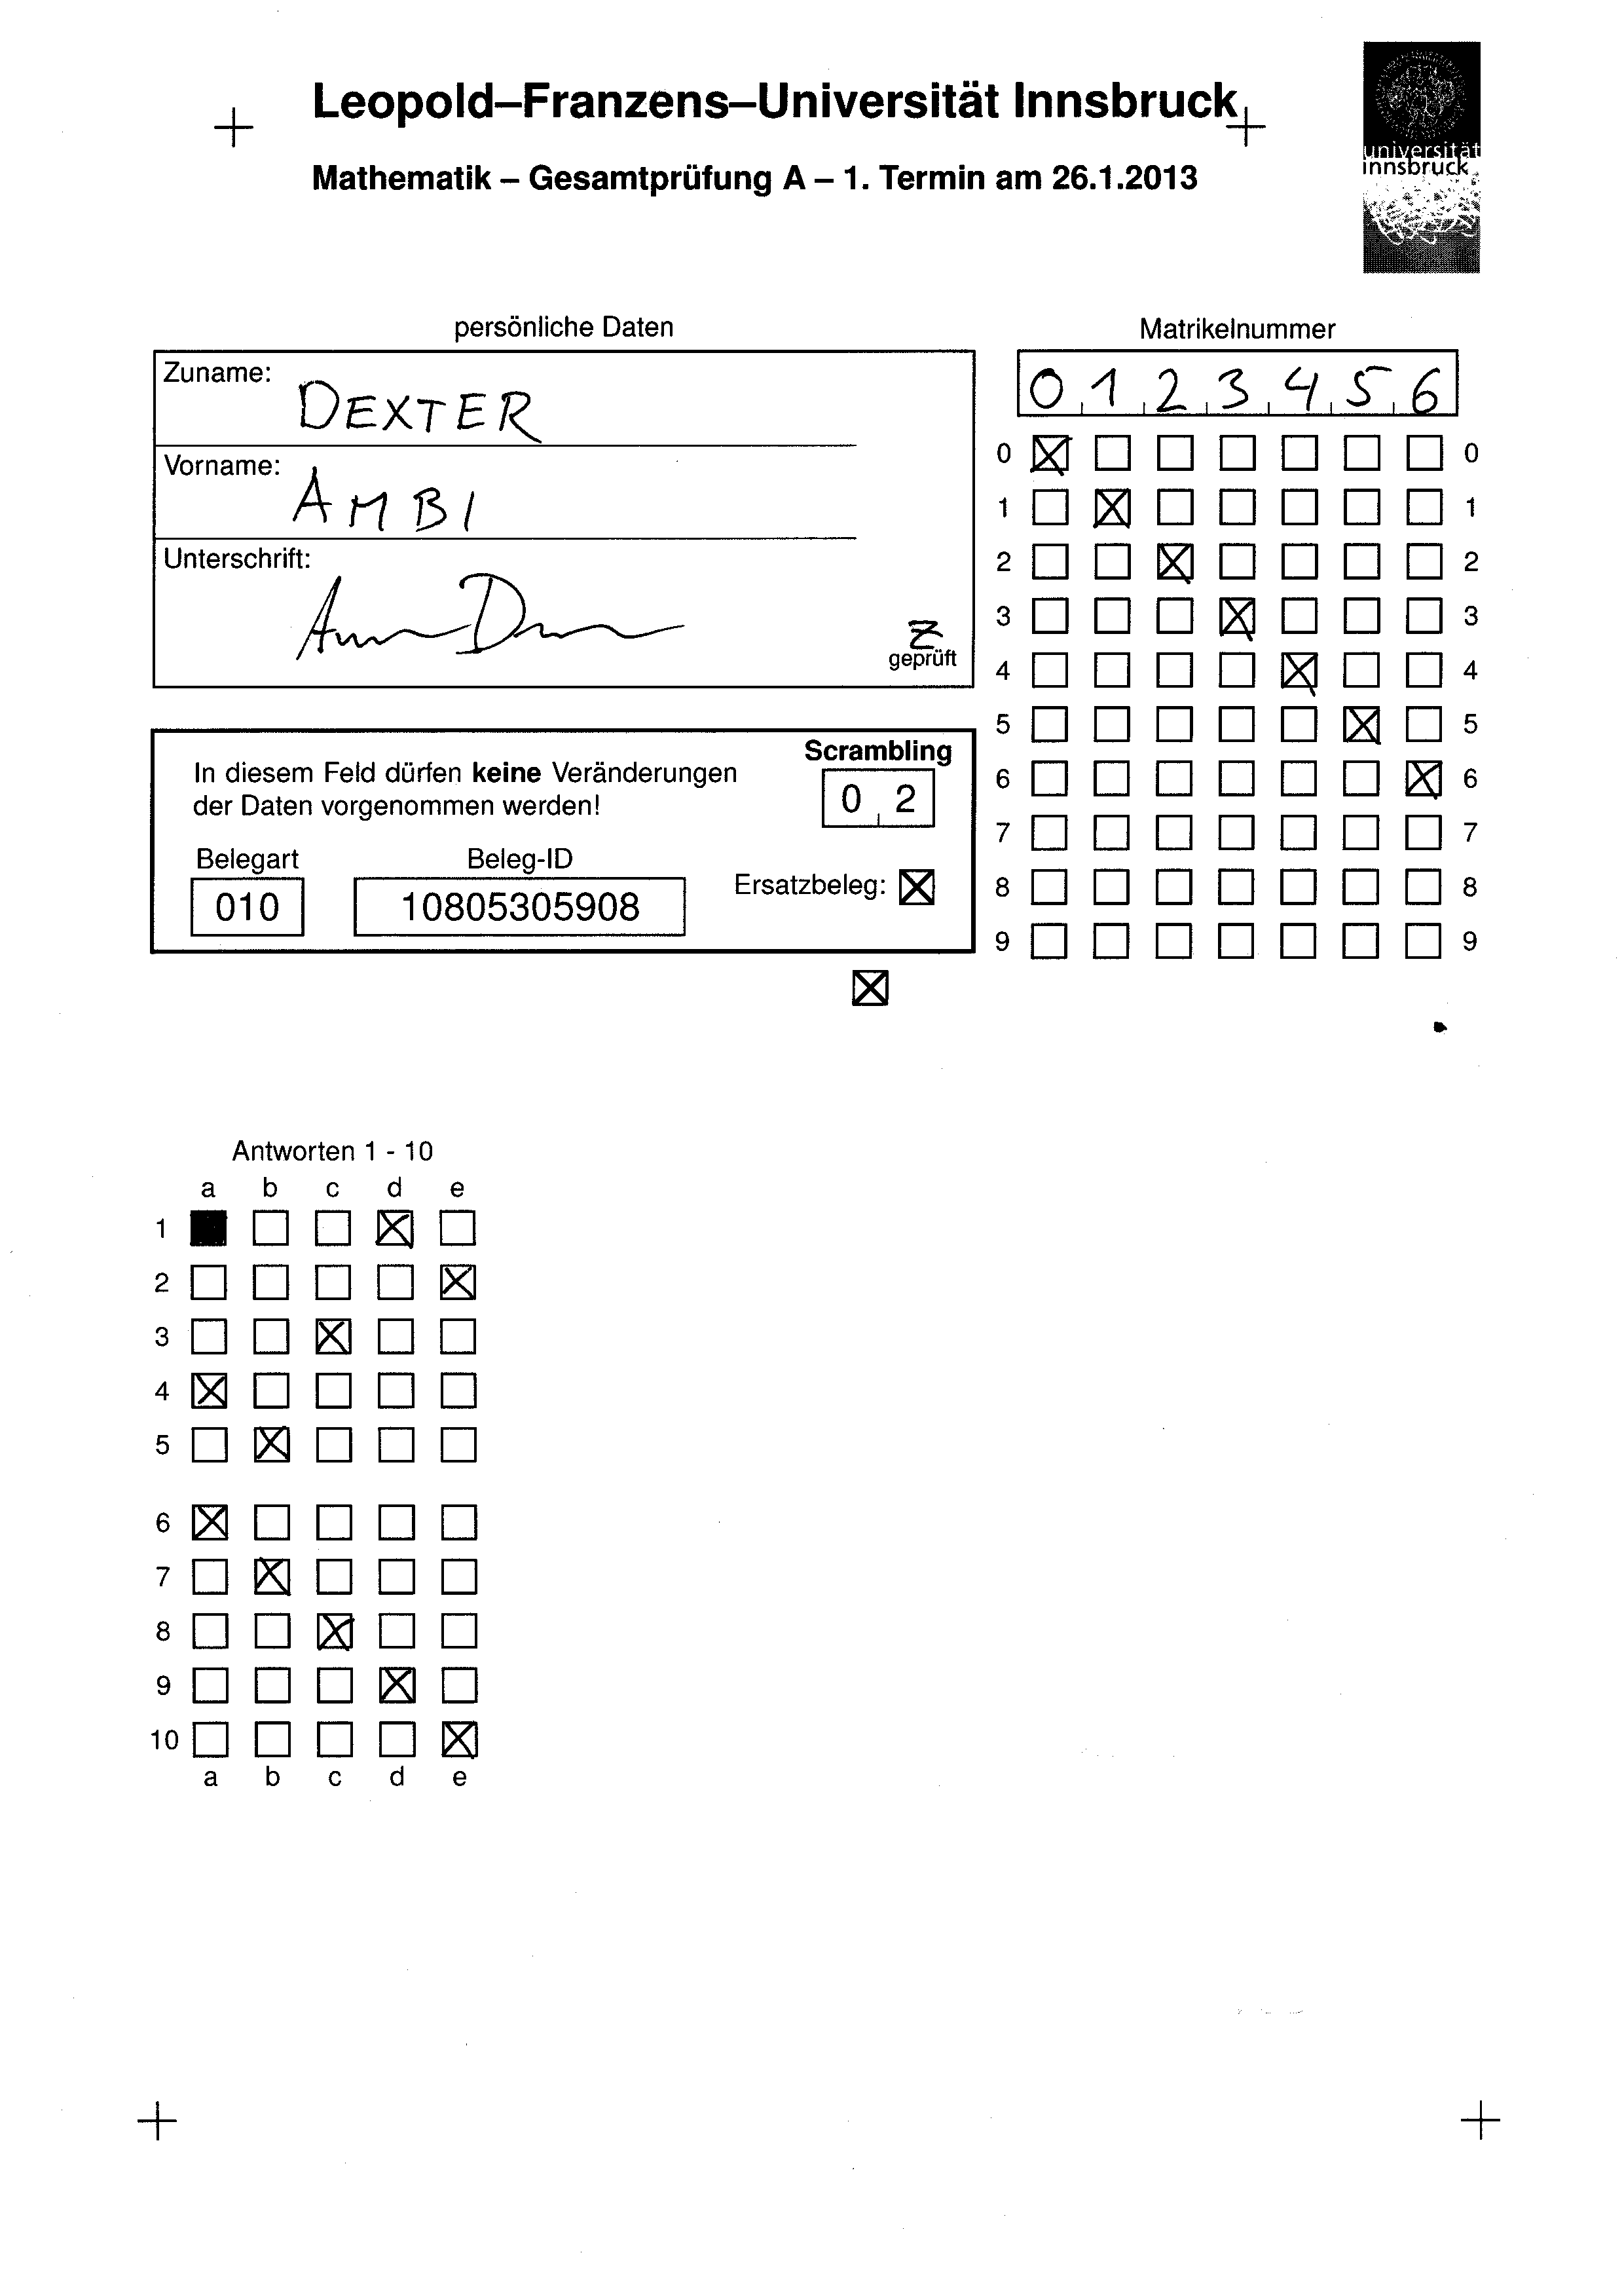 Leopold–Franzens–Universität Innsbruck
Mathematik – Gesamtprüfung A – 1. Termin am 26.1.2013
universität
innsbruck
persönliche Daten
Zuname:
DEXTER
Vorname:
AMBI
Unterschrift:
geprüft
Matrikelnummer
0 1 2 3 4 5 6
0 0
1 1
2 2
3 3
4 4
5 5
6 6
7 7
8 8
9 9
In diesem Feld dürfen keine Veränderungen
der Daten vorgenommen werden!
Scrambling
0 2
Belegart
010
Beleg-ID
10805305908
Ersatzbeleg:
Antworten 1 - 10
a b c d e
1
2
3
4
5
6
7
8
9
10
a b c d e